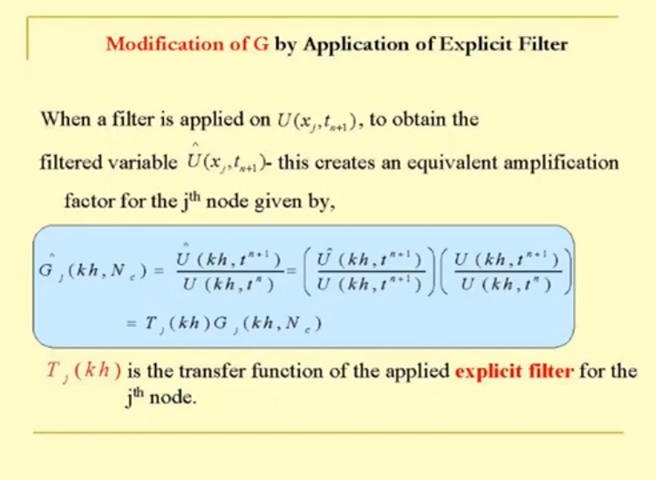 Modification of G by Application of Explicit Filter
When a filter is applied on U(x_j,t_{n+1}), to obtain the
filtered variable Û(x_j,t_{n+1})- this creates an equivalent amplification
factor for the j^{th} node given by,
Ĝ_j(kh,N_c) = Û(kh,t^{n+1}) / U(kh,t^n) = (Û(kh,t^{n+1}) / U(kh,t^{n+1})) (U(kh,t^{n+1}) / U(kh,t^n))
= T_j(kh)G_j(kh,N_c)
T_j(kh) is the transfer function of the applied explicit filter for the
j^{th} node.